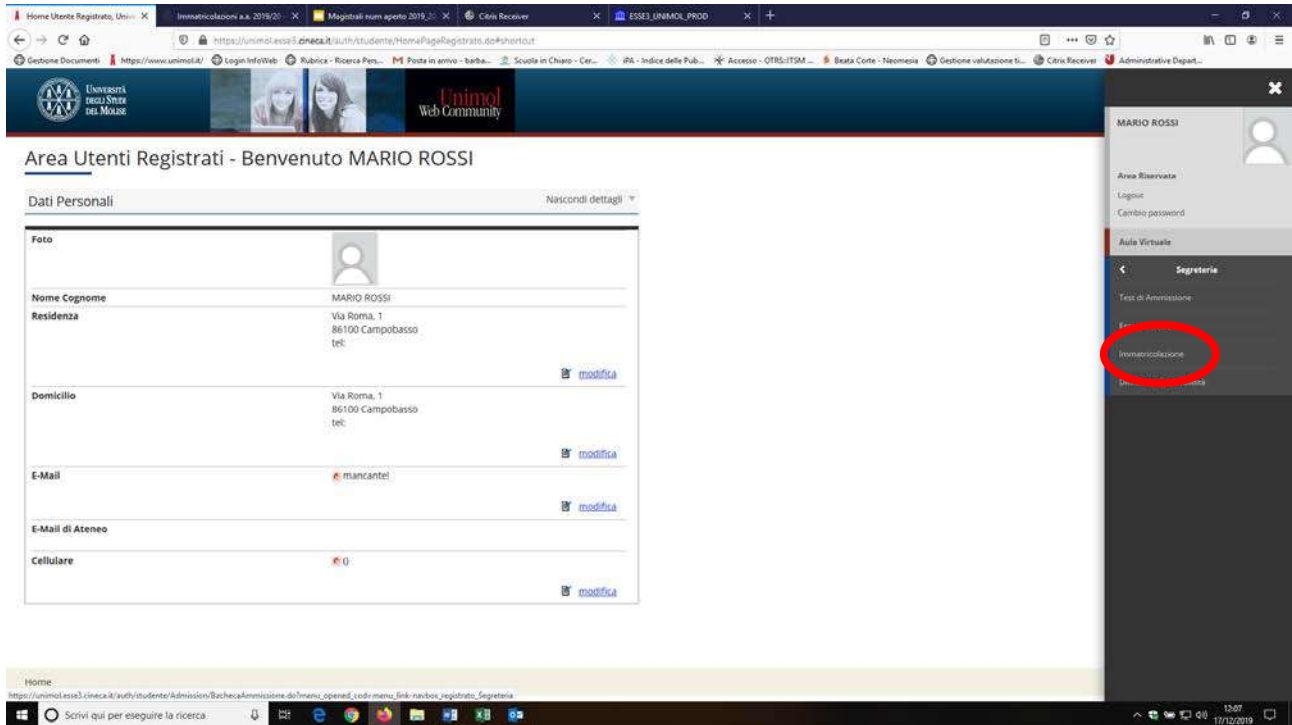 Home Utente Registrato, Univ
Immatricolazioni a.a. 2019/20
Magistrali num aperto 2019_20
Citrix Receiver
ESSE3_UNIMOL_PROD
https://unimol.esse3.cineca.it/auth/studente/HomePageRegistrato.do#shortcut
Gestione Documenti
https://www.unimol.it/
Login InfoWeb
Rubrica - Ricerca Pers...
Posta in arrivo - barba...
Scuola in Chiaro - Cer...
iPA - Indice delle Pub...
Accesso - OTRS::ITSM ...
Beata Corte - Neomesia
Gestione valutazione ti...
Citrix Receiver
Administrative Depart...
UNIVERSITÀ
DEGLI STUDI
DEL MOLISE
Unimol
Web Community
Area Utenti Registrati - Benvenuto MARIO ROSSI
Dati Personali
Nascondi dettagli
Foto
Nome Cognome
MARIO ROSSI
Residenza
Via Roma, 1
86100 Campobasso
tel:
modifica
Domicilio
Via Roma, 1
86100 Campobasso
tel:
modifica
E-Mail
mancante!
modifica
E-Mail di Ateneo
Cellulare
()
modifica
Home
https://unimol.esse3.cineca.it/auth/studente/Admission/BachecaAmmissione.do?menu_opened_cod=menu_link-navbox_registrato_Segreteria
MARIO ROSSI
Area Riservata
Logout
Cambio password
Aula Virtuale
Segreteria
Test di Ammissione
Immatricolazione
Scrivi qui per eseguire la ricerca
12:07
17/12/2019